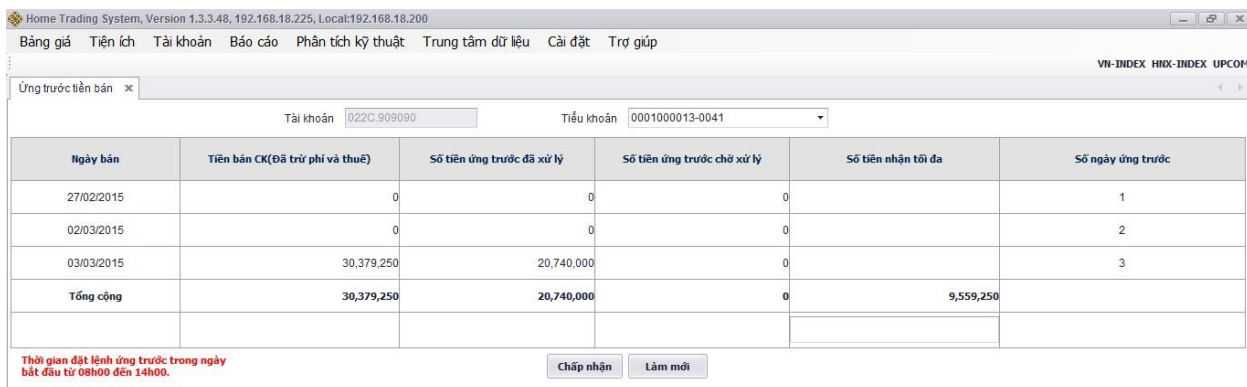 Home Trading System, Version 1.3.3.48, 192.168.18.225, Local:192.168.18.200
Bảng giá Tiện ích Tài khoản Báo cáo Phân tích kỹ thuật Trung tâm dữ liệu Cài đặt Trợ giúp
VN-INDEX HNX-INDEX UPCOM
Ứng trước tiền bán
Tài khoản 022C.909090 Tiểu khoản 0001000013-0041
Ngày bán Tiền bán CK(Đã trừ phí và thuế) Số tiền ứng trước đã xử lý Số tiền ứng trước chờ xử lý Số tiền nhận tối đa Số ngày ứng trước
27/02/2015 0 0 0 1
02/03/2015 0 0 0 2
03/03/2015 30,379,250 20,740,000 0 3
Tổng cộng 30,379,250 20,740,000 0 9,559,250
Thời gian đặt lệnh ứng trước trong ngày
bắt đầu từ 08h00 đến 14h00.
Chấp nhận Làm mới